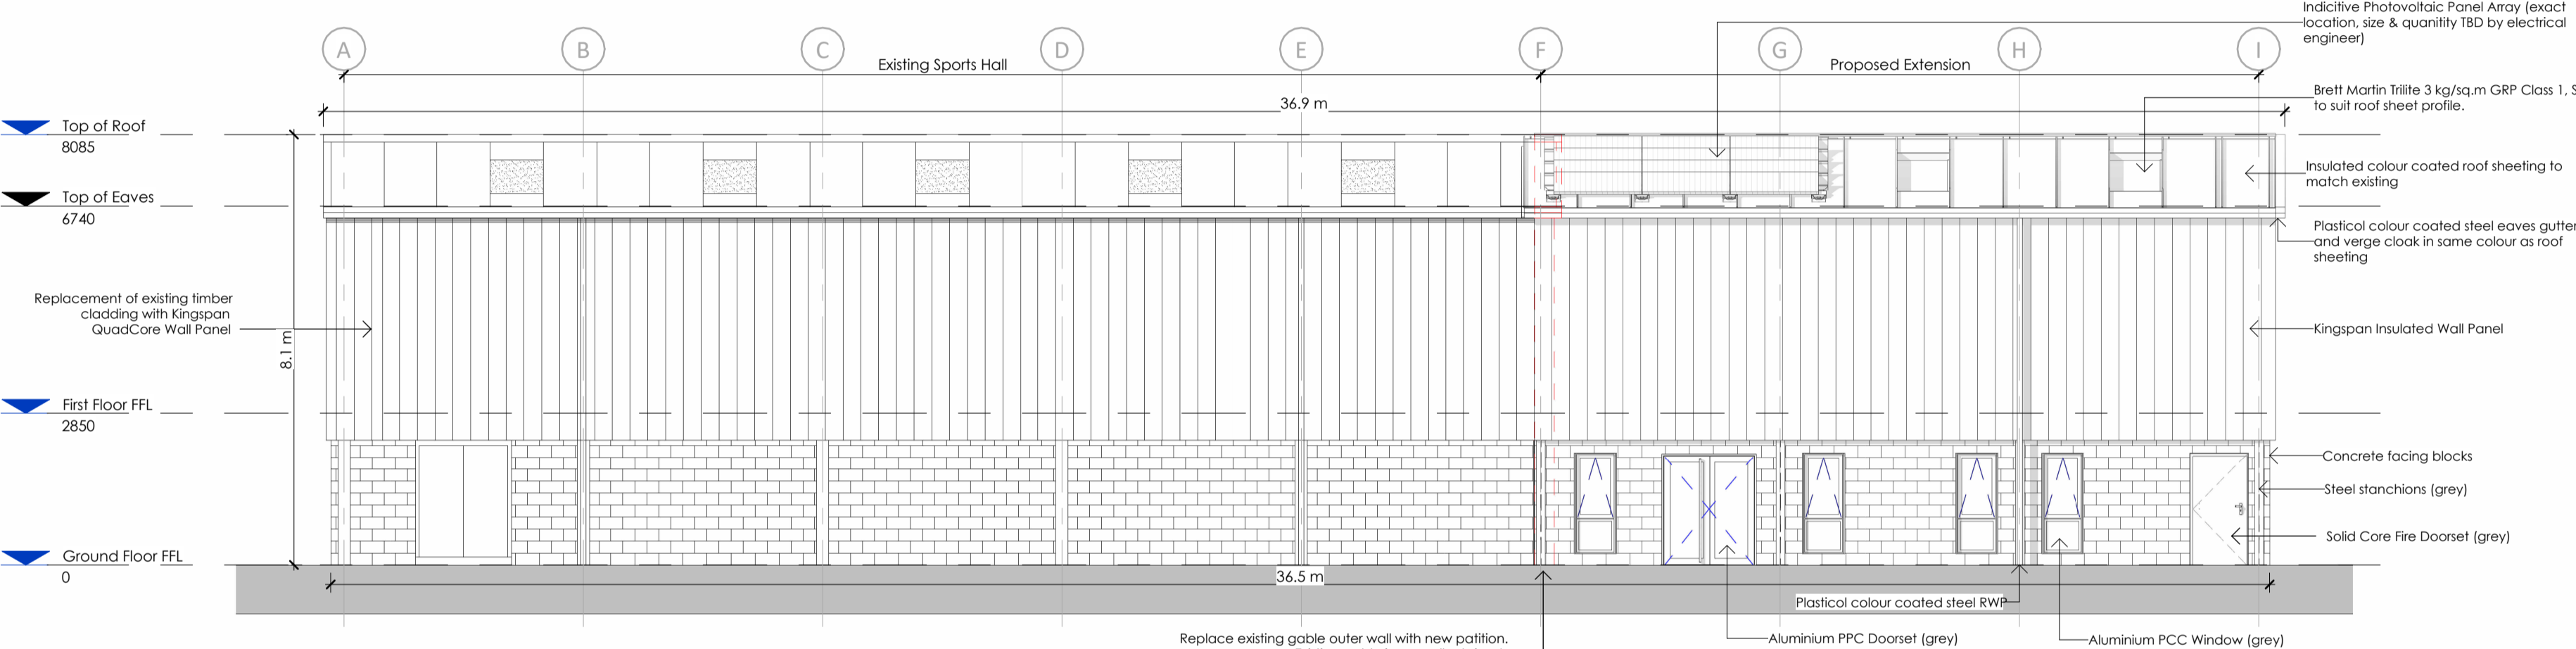 Indicitive Photovoltaic Panel Array (exact
location, size & quanitity TBD by electrical
engineer)
A
B
C
D
E
F
G
H
I
Existing Sports Hall
Proposed Extension
36.9 m
Brett Martin Trilite 3 kg/sq.m GRP Class 1, S
to suit roof sheet profile.
Top of Roof
8085
Insulated colour coated roof sheeting to
match existing
Top of Eaves
6740
Plasticol colour coated steel eaves gutter
and verge cloak in same colour as roof
sheeting
Replacement of existing timber
cladding with Kingspan
QuadCore Wall Panel
8.1 m
Kingspan Insulated Wall Panel
First Floor FFL
2850
Concrete facing blocks
Steel stanchions (grey)
Solid Core Fire Doorset (grey)
Ground Floor FFL
0
36.5 m
Plasticol colour coated steel RWP
Replace existing gable outer wall with new patition.
Aluminium PPC Doorset (grey)
Aluminium PCC Window (grey)